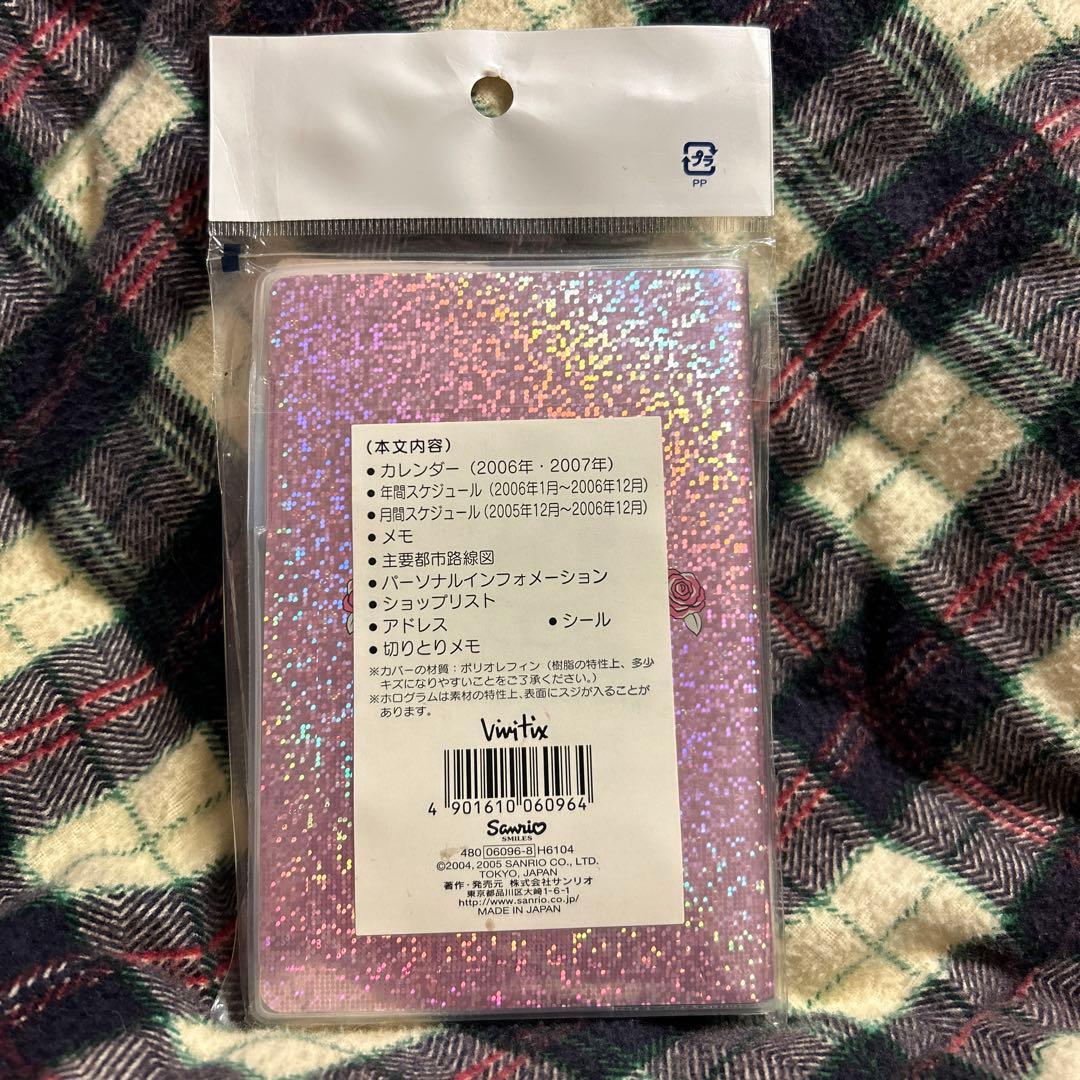 プラ
PP
(本文内容)
● カレンダー(2006年・2007年)
● 年間スケジュール(2006年1月～2006年12月)
● 月間スケジュール(2005年12月～2006年12月)
● メモ
● 主要都市路線図
● パーソナルインフォメーション
● ショップリスト
● アドレス ● シール
● 切りとりメモ
※カバーの材質：ポリオレフィン(樹脂の特性上、多少
キズになりやすいことをご了承ください。)
※ホログラムは素材の特性上、表面にスジが入ることが
あります。
Vivitix
4 901610 060964
Sanrio
SMILES
480 06096-8 H6104
©2004, 2005 SANRIO CO., LTD.
TOKYO, JAPAN
著作・発売元 株式会社サンリオ
東京都品川区大崎1-6-1
http://www.sanrio.co.jp/
MADE IN JAPAN